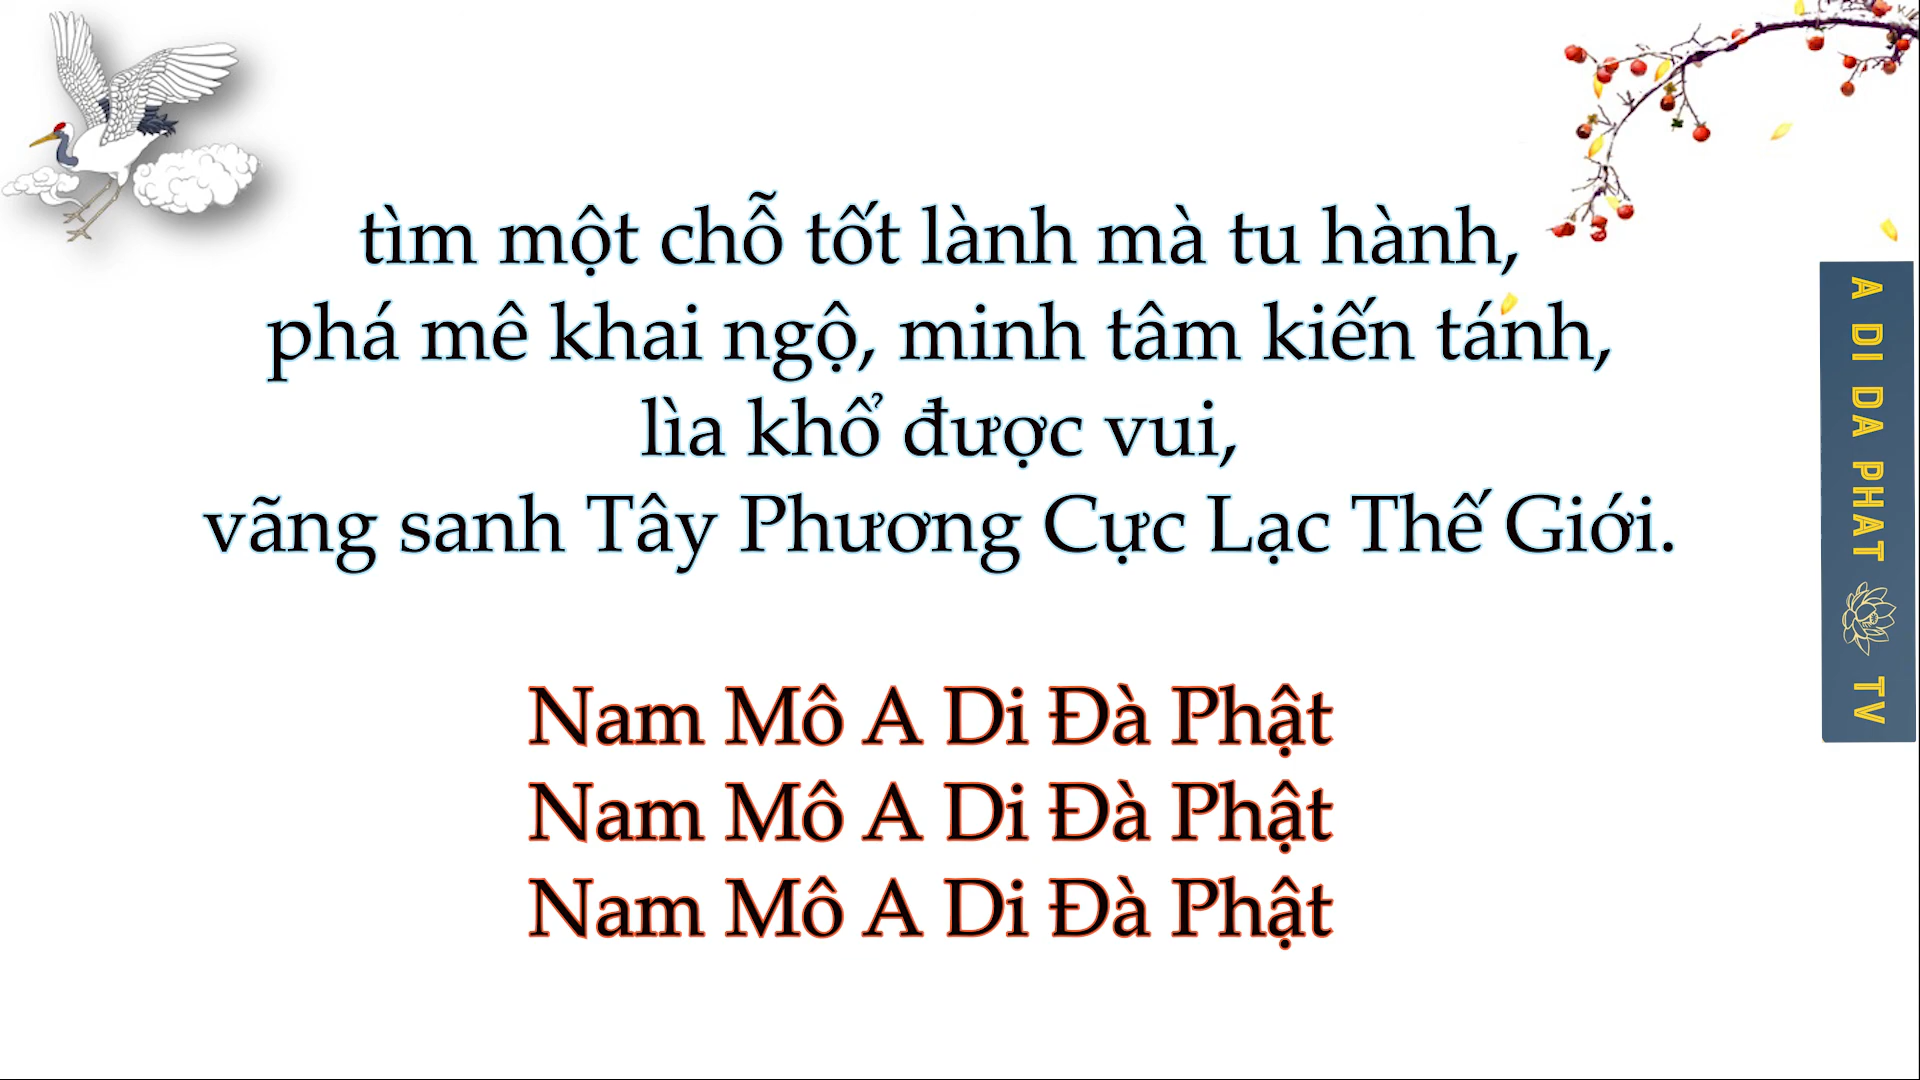 tìm một chỗ tốt lành mà tu hành,
phá mê khai ngộ, minh tâm kiến tánh,
lìa khổ được vui,
vãng sanh Tây Phương Cực Lạc Thế Giới.
Nam Mô A Di Đà Phật
Nam Mô A Di Đà Phật
Nam Mô A Di Đà Phật
A DI DA PHAT TV